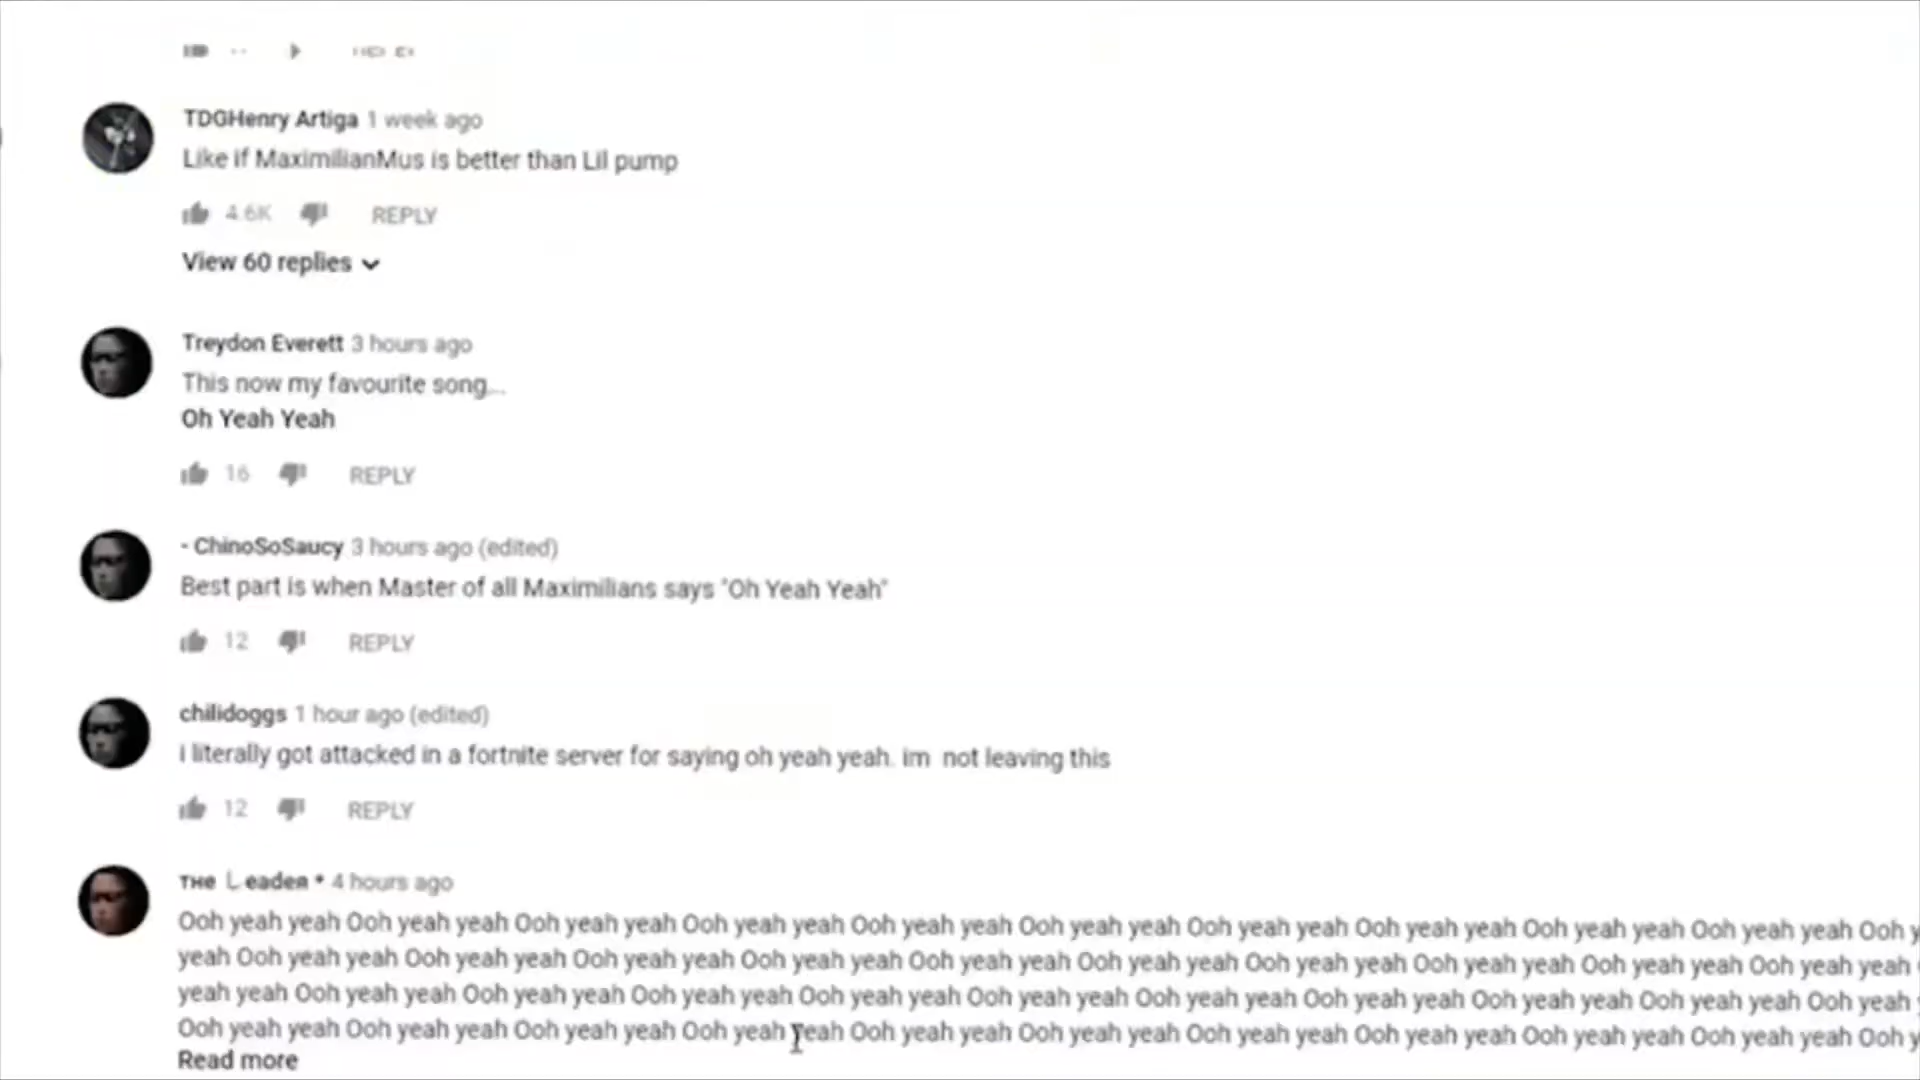 TDGHenry Artiga 1 week ago
Like if MaximilianMus is better than Lil pump
4.6K REPLY
View 60 replies
Treydon Everett 3 hours ago
This now my favourite song...
Oh Yeah Yeah
16 REPLY
- ChinoSoSaucy 3 hours ago (edited)
Best part is when Master of all Maximilians says "Oh Yeah Yeah"
12 REPLY
chilidoggs 1 hour ago (edited)
I literally got attacked in a fortnite server for saying oh yeah yeah. im not leaving this
12 REPLY
THe Leader * 4 hours ago
Ooh yeah yeah Ooh yeah yeah Ooh yeah yeah Ooh yeah yeah Ooh yeah yeah Ooh yeah yeah Ooh yeah yeah Ooh yeah yeah Ooh yeah yeah Ooh yeah yeah Ooh y
yeah Ooh yeah yeah Ooh yeah yeah Ooh yeah yeah Ooh yeah yeah Ooh yeah yeah Ooh yeah yeah Ooh yeah yeah Ooh yeah yeah Ooh yeah yeah Ooh yeah
yeah yeah Ooh yeah yeah Ooh yeah yeah Ooh yeah yeah Ooh yeah yeah Ooh yeah yeah Ooh yeah yeah Ooh yeah yeah Ooh yeah yeah Ooh yeah yeah Ooh yeah
Ooh yeah yeah Ooh yeah yeah Ooh yeah yeah Ooh yeah yeah Ooh yeah yeah Ooh yeah yeah Ooh yeah yeah Ooh yeah yeah Ooh yeah yeah Ooh yeah yeah Ooh y
Read more